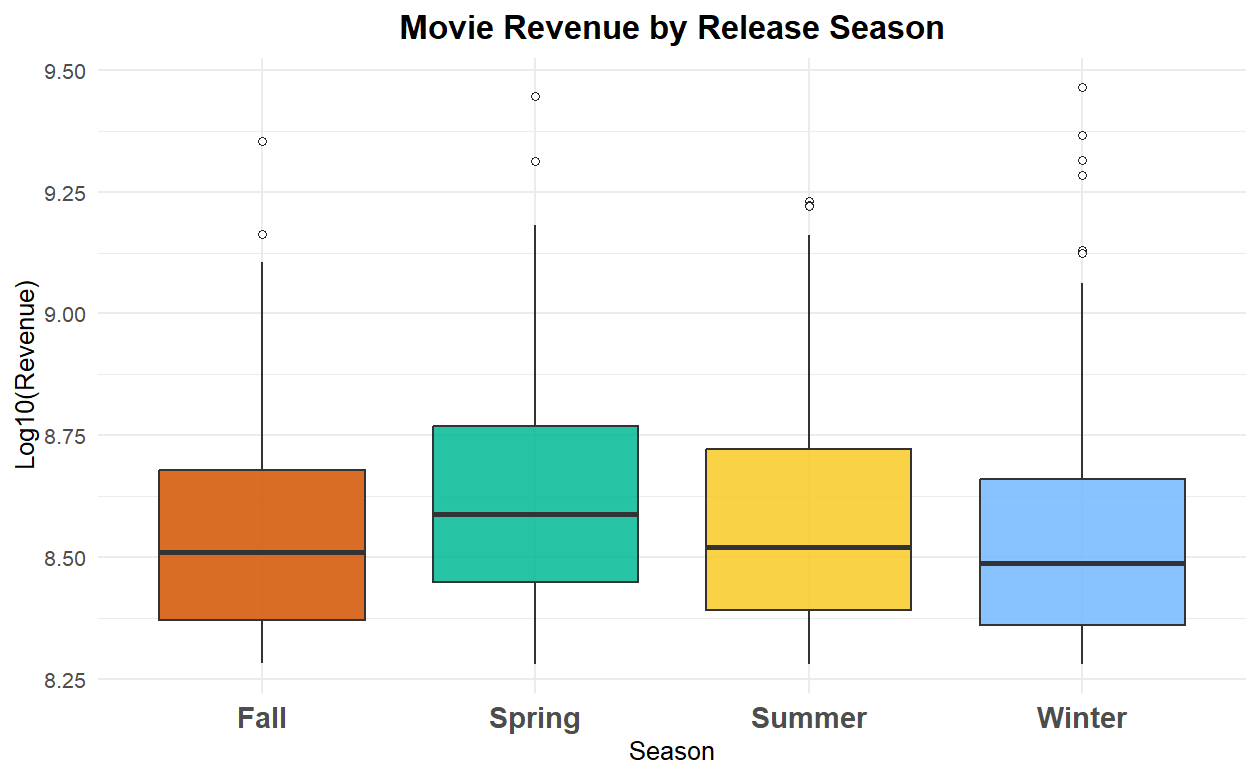 Movie Revenue by Release Season
Log10(Revenue)
9.50
9.25
9.00
8.75
8.50
8.25
Fall Spring Summer Winter
Season